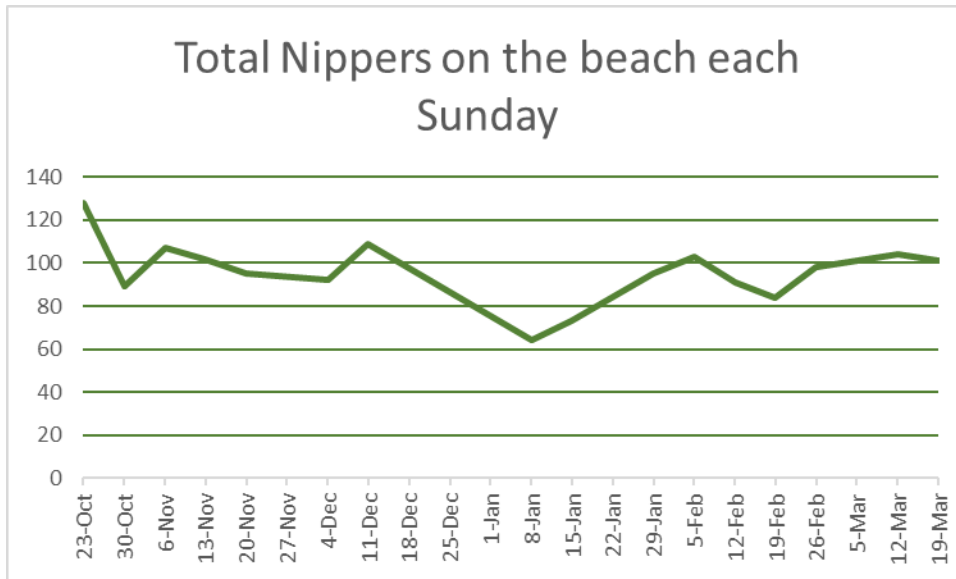 Total Nippers on the beach each
Sunday
140
120
100
80
60
40
20
0
23-Oct
30-Oct
6-Nov
13-Nov
20-Nov
27-Nov
4-Dec
11-Dec
18-Dec
25-Dec
1-Jan
8-Jan
15-Jan
22-Jan
29-Jan
5-Feb
12-Feb
19-Feb
26-Feb
5-Mar
12-Mar
19-Mar